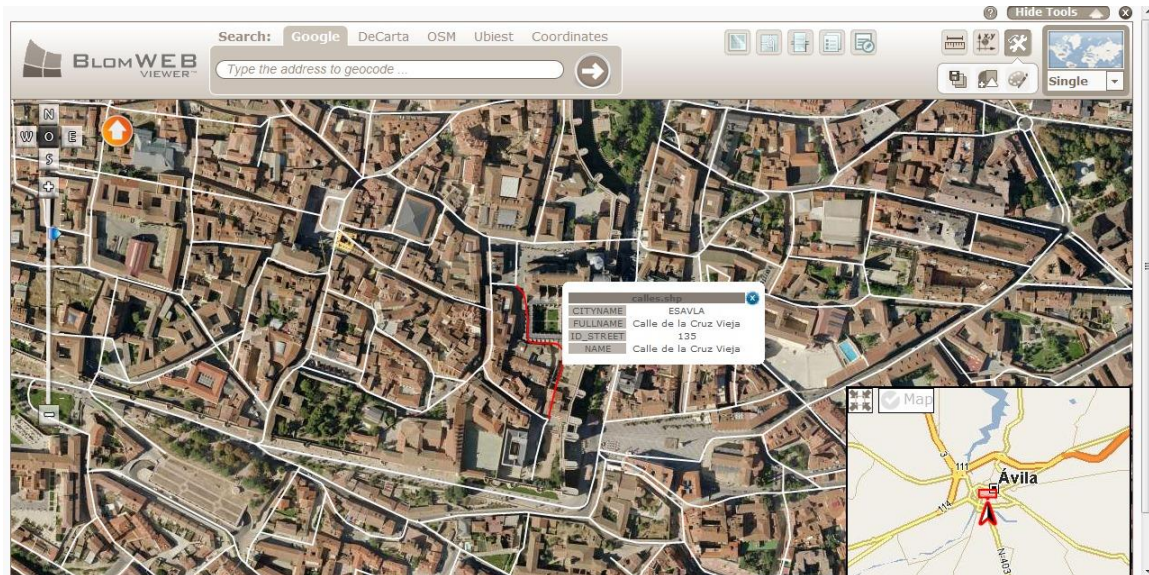 Hide Tools
Search: Google DeCarta OSM Ubiest Coordinates
BLOMWEB
VIEWER™
Type the address to geocode ...
Single
N
W O E
S
calles.shp
CITYNAME ESAVLA
FULLNAME Calle de la Cruz Vieja
ID_STREET 135
NAME Calle de la Cruz Vieja
Map
3
111
Ávila
114
N-403